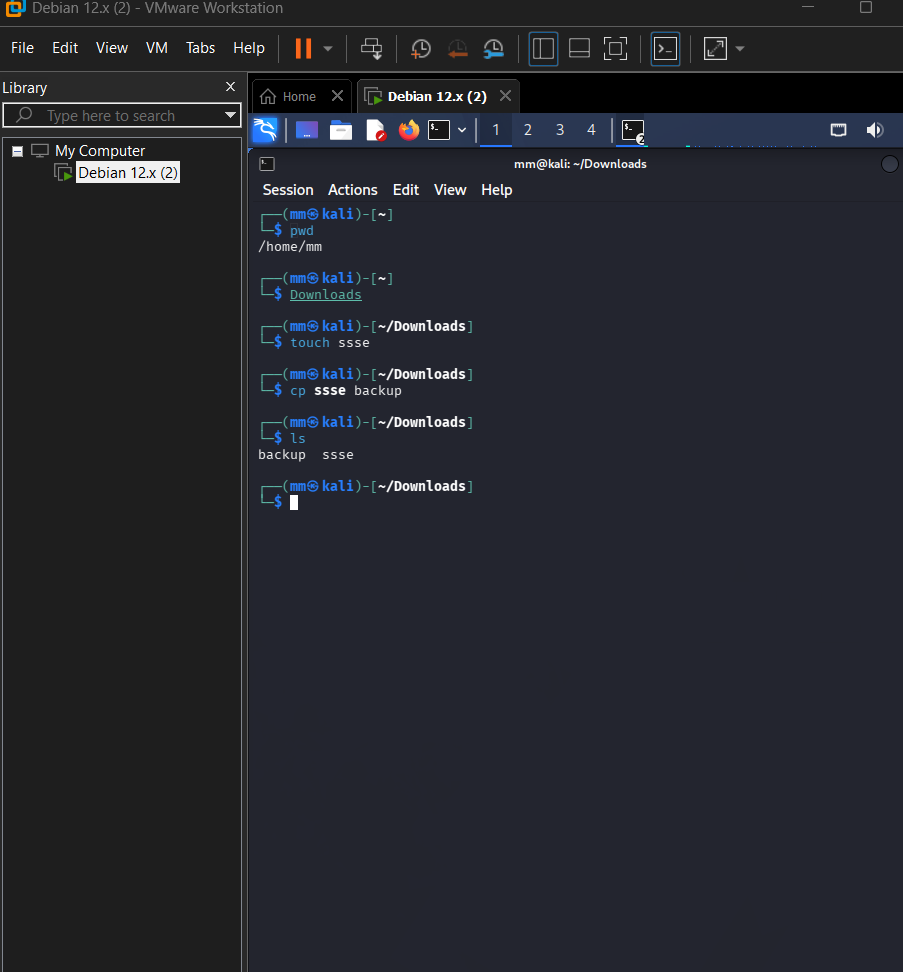 Debian 12.x (2) - VMware Workstation
File Edit View VM Tabs Help
Library
Type here to search
My Computer
Debian 12.x (2)
Home
Debian 12.x (2)
1 2 3 4
2
mm@kali: ~/Downloads
Session Actions Edit View Help
┌──(mm㉿kali)-[~]
└─$ pwd
/home/mm
┌──(mm㉿kali)-[~]
└─$ Downloads
┌──(mm㉿kali)-[~/Downloads]
└─$ touch ssse
┌──(mm㉿kali)-[~/Downloads]
└─$ cp ssse backup
┌──(mm㉿kali)-[~/Downloads]
└─$ ls
backup  ssse
┌──(mm㉿kali)-[~/Downloads]
└─$